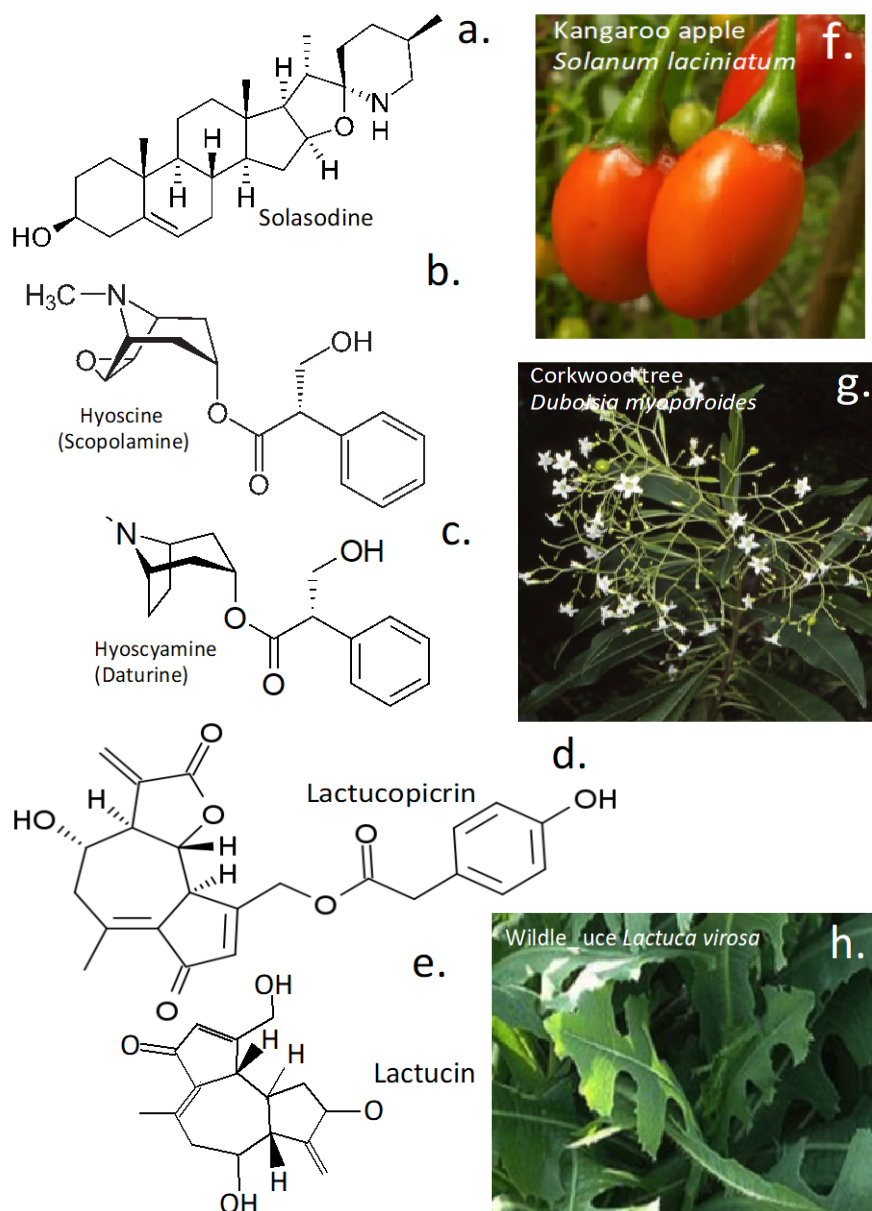 a.
H
N
H
O
H
H
H
H
HO
Solasodine
b.
H₃C
N
OH
O
O
O
Hyoscine
(Scopolamine)
c.
N
OH
O
O
Hyoscyamine
(Daturine)
d.
Lactucopicrin
O
OH
H
O
HO
O
H
H
O
O
e.
OH
O
H
H
Lactucin
O
H
OH
Kangaroo apple
Solanum laciniatum
f.
Corkwood tree
Duboisia myoporoides
g.
Wildle uce Lactuca virosa
h.